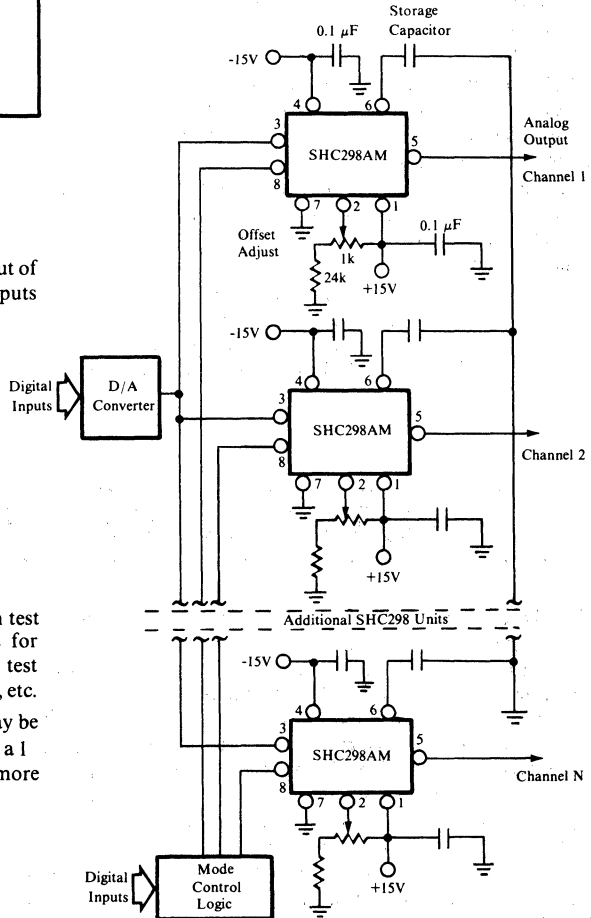 Storage
Capacitor
0.1 μF
-15V
4
6
3
8
SHC298AM
5
Analog
Output
Channel 1
7
2
1
Offset
Adjust
1k
24k
0.1 μF
+15V
ut of
puts
-15V
4
6
Digital
Inputs
D/A
Converter
3
8
SHC298AM
5
Channel 2
7
2
1
+15V
Additional SHC298 Units
n test
for
test
, etc.
ay be
a 1
more
-15V
4
6
3
8
SHC298AM
5
Channel N
7
2
1
+15V
Digital
Inputs
Mode
Control
Logic